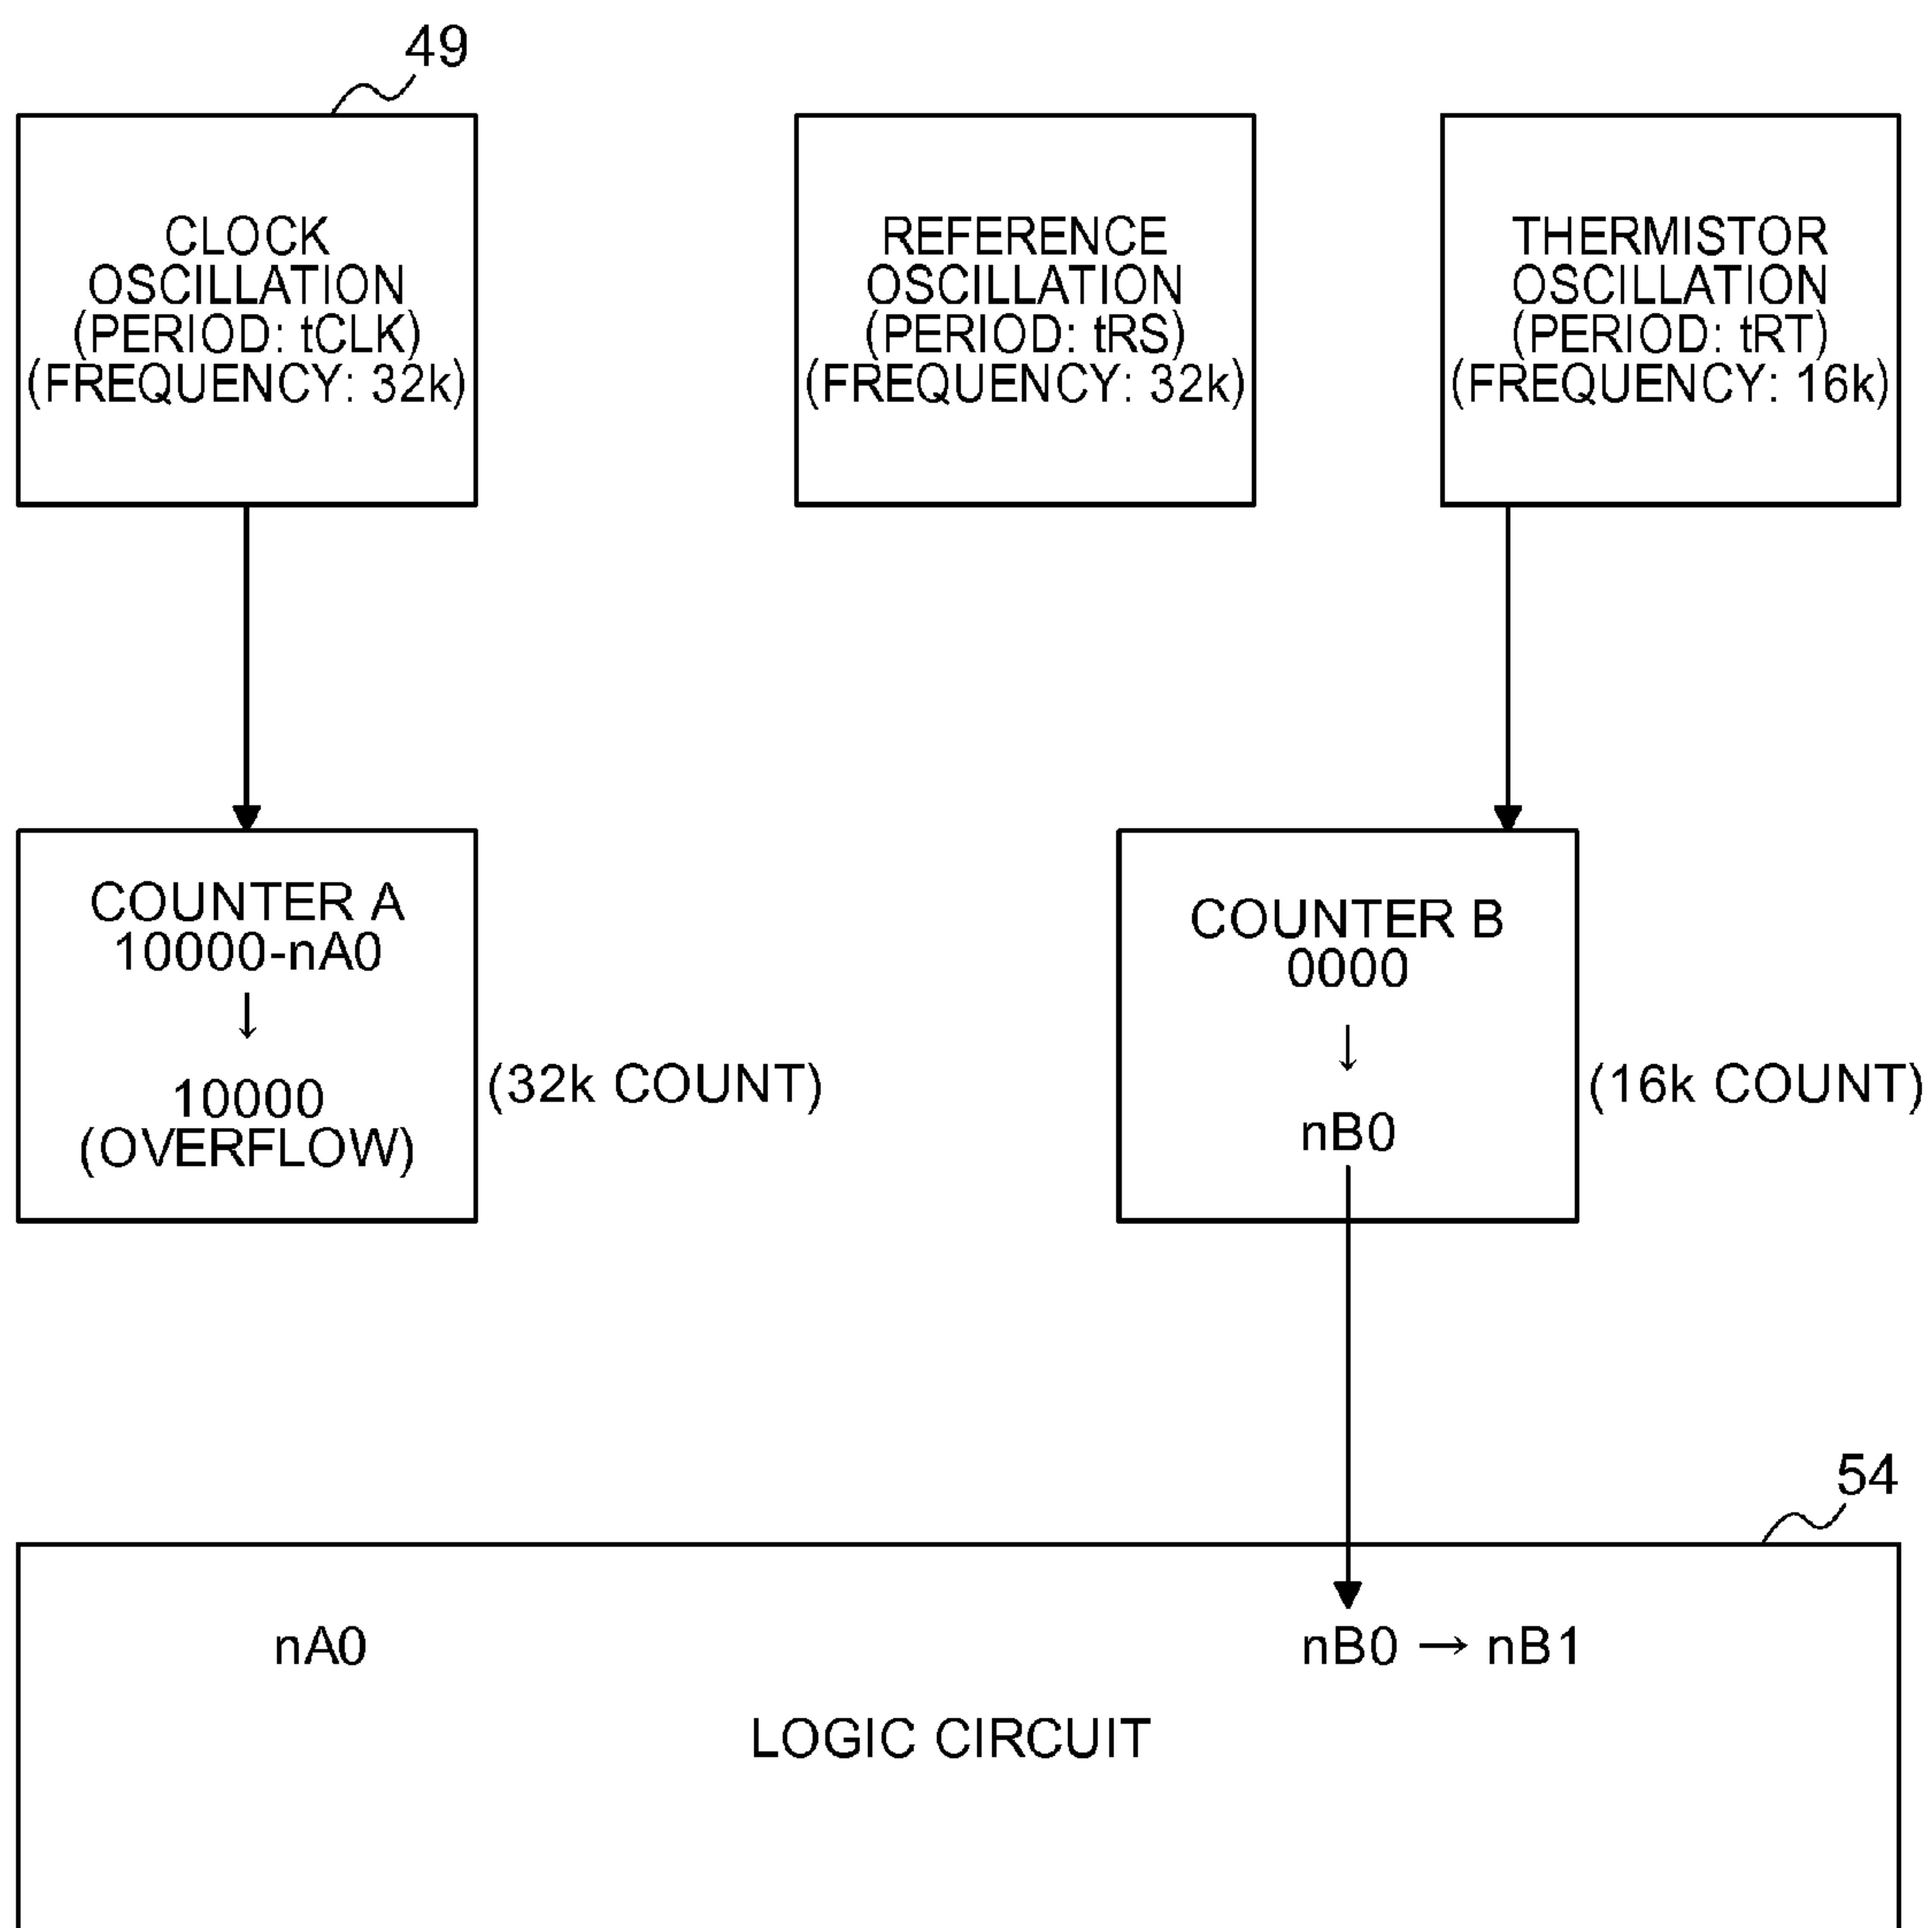 49
CLOCK
OSCILLATION
(PERIOD: tCLK)
(FREQUENCY: 32k)
REFERENCE
OSCILLATION
(PERIOD: tRS)
(FREQUENCY: 32k)
THERMISTOR
OSCILLATION
(PERIOD: tRT)
(FREQUENCY: 16k)
COUNTER A
10000-nA0
↓
10000
(OVERFLOW)
(32k COUNT)
COUNTER B
0000
↓
nB0
(16k COUNT)
54
nA0
nB0 → nB1
LOGIC CIRCUIT